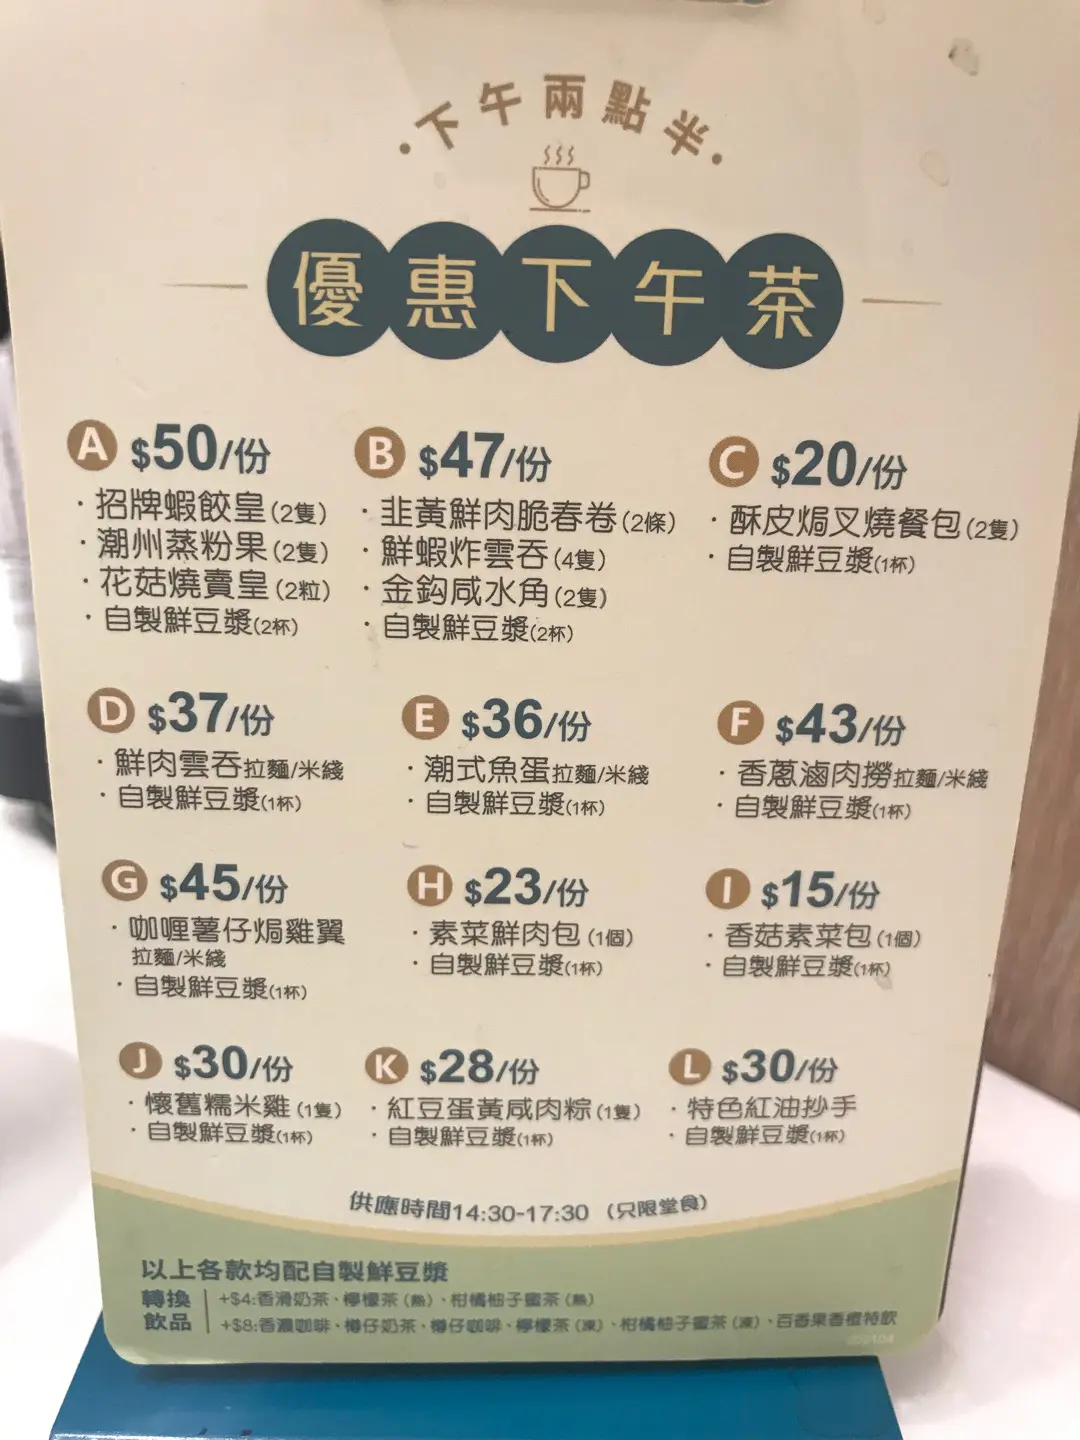 ·下午兩點半·
優惠下午茶
A $50/份
·招牌蝦餃皇(2隻)
·潮州蒸粉果(2隻)
·花菇燒賣皇(2粒)
·自製鮮豆漿(2杯)
B $47/份
·韭黃鮮肉脆春卷(2條)
·鮮蝦炸雲吞(4隻)
·金鈎咸水角(2隻)
·自製鮮豆漿(2杯)
C $20/份
·酥皮焗叉燒餐包(2隻)
·自製鮮豆漿(1杯)
D $37/份
·鮮肉雲吞拉麵/米綫
·自製鮮豆漿(1杯)
E $36/份
·潮式魚蛋拉麵/米綫
·自製鮮豆漿(1杯)
F $43/份
·香蔥滷肉撈拉麵/米綫
·自製鮮豆漿(1杯)
G $45/份
·咖喱薯仔焗雞翼
拉麵/米綫
·自製鮮豆漿(1杯)
H $23/份
·素菜鮮肉包(1個)
·自製鮮豆漿(1杯)
I $15/份
·香菇素菜包(1個)
·自製鮮豆漿(1杯)
J $30/份
·懷舊糯米雞(1隻)
·自製鮮豆漿(1杯)
K $28/份
·紅豆蛋黃咸肉粽(1隻)
·自製鮮豆漿(1杯)
L $30/份
·特色紅油抄手
·自製鮮豆漿(1杯)
供應時間14:30-17:30 (只限堂食)
以上各款均配自製鮮豆漿
轉換飲品
+$4:香滑奶茶、檸檬茶(熱)、柑橘柚子蜜茶(熱)
+$8:香濃咖啡、樽仔奶茶、樽仔咖啡、檸檬茶(凍)、柑橘柚子蜜茶(凍)、百香果香橙特飲